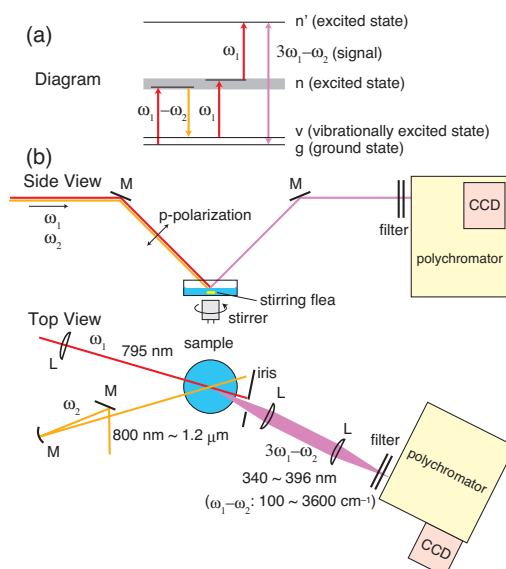 (a)
n' (excited state)
ω₁
3ω₁−ω₂ (signal)
Diagram
n (excited state)
ω₁
−ω₂
ω₁
v (vibrationally excited state)
g (ground state)
(b)
Side View
M
M
ω₁
ω₂
p-polarization
CCD
filter
polychromator
stirring flea
stirrer
Top View
ω₁
L
795 nm
sample
iris
M
ω₂
M
800 nm ~ 1.2 μm
L
L
3ω₁−ω₂
filter
340 ~ 396 nm
(ω₁−ω₂: 100 ~ 3600 cm⁻¹)
polychromator
CCD